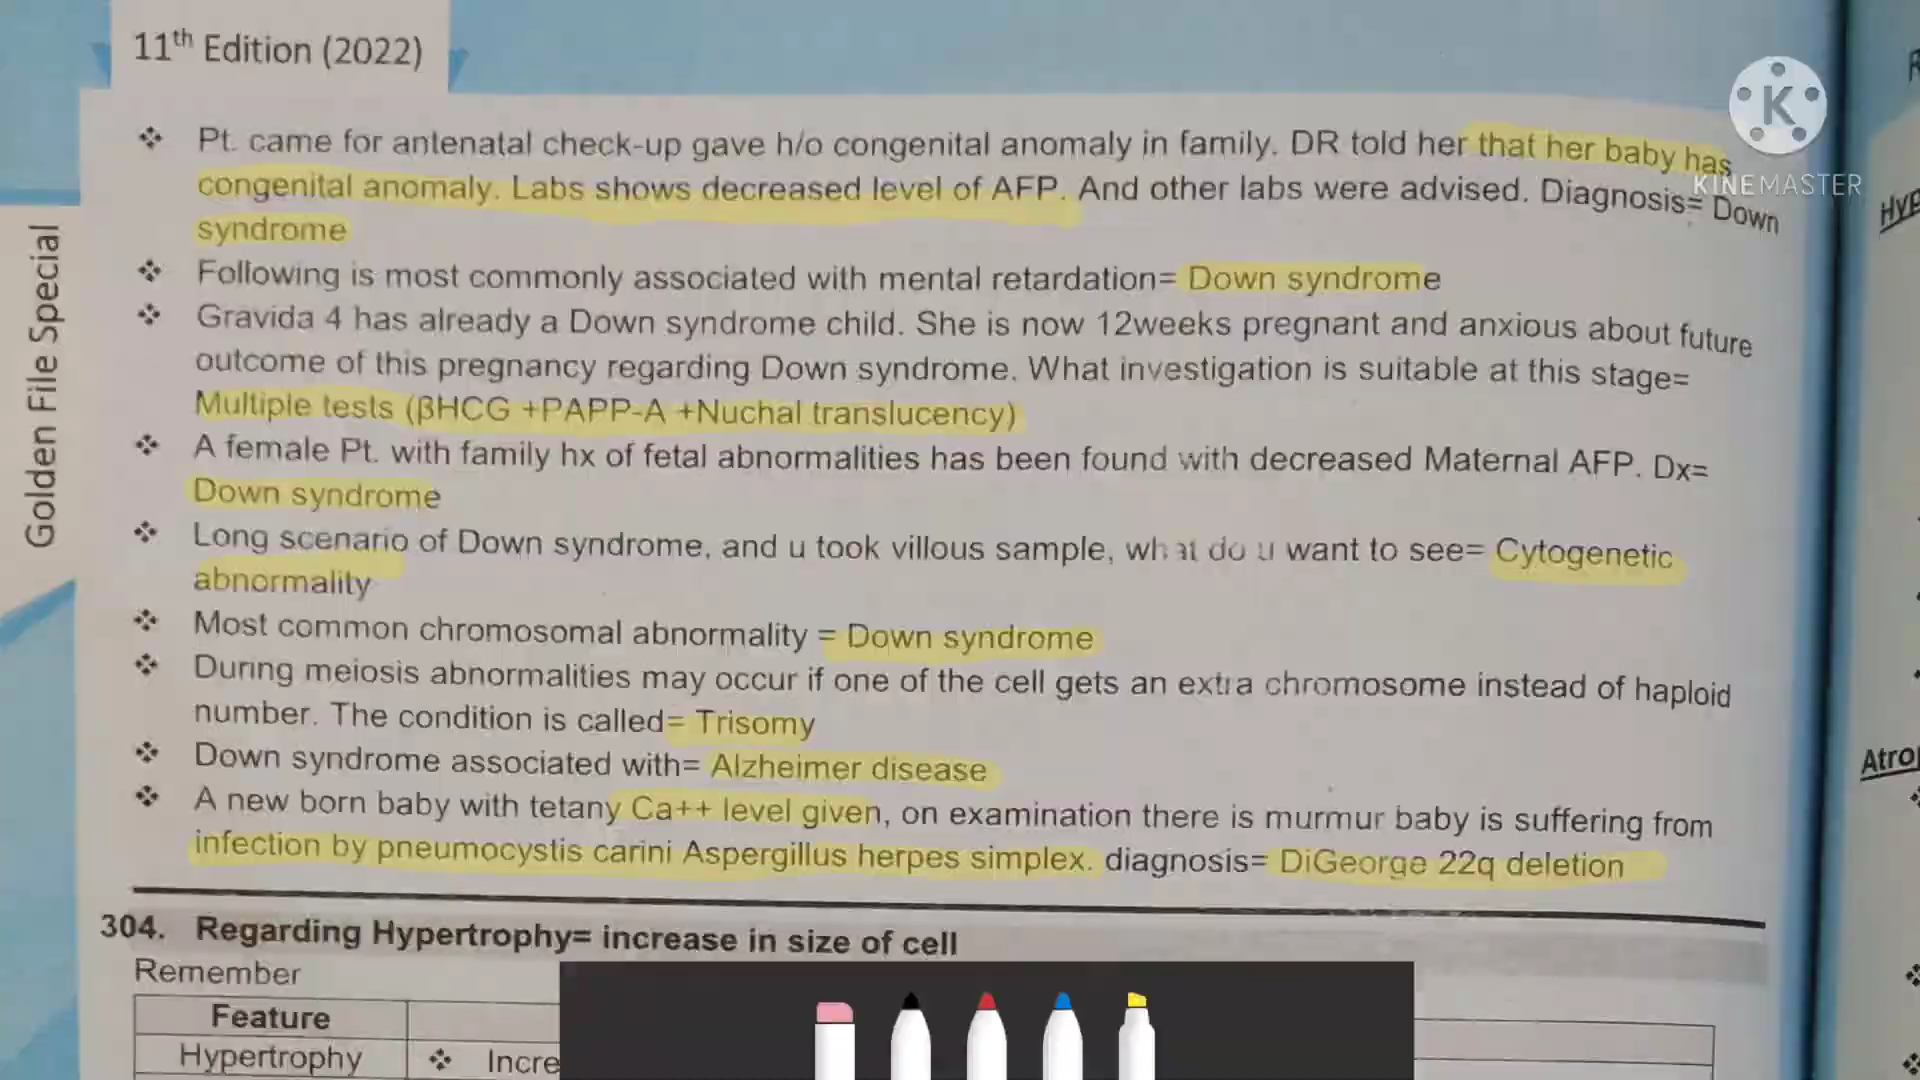 11th Edition (2022)
K
KINEMASTER
Golden File Special
❖ Pt. came for antenatal check-up gave h/o congenital anomaly in family. DR told her that her baby has
congenital anomaly. Labs shows decreased level of AFP. And other labs were advised. Diagnosis= Down
syndrome
❖ Following is most commonly associated with mental retardation= Down syndrome
❖ Gravida 4 has already a Down syndrome child. She is now 12weeks pregnant and anxious about future
outcome of this pregnancy regarding Down syndrome. What investigation is suitable at this stage=
Multiple tests (βHCG +PAPP-A +Nuchal translucency)
❖ A female Pt. with family hx of fetal abnormalities has been found with decreased Maternal AFP. Dx=
Down syndrome
❖ Long scenario of Down syndrome, and u took villous sample, what do u want to see= Cytogenetic
abnormality
❖ Most common chromosomal abnormality = Down syndrome
❖ During meiosis abnormalities may occur if one of the cell gets an extra chromosome instead of haploid
number. The condition is called= Trisomy
❖ Down syndrome associated with= Alzheimer disease
❖ A new born baby with tetany Ca++ level given, on examination there is murmur baby is suffering from
infection by pneumocystis carini Aspergillus herpes simplex. diagnosis= DiGeorge 22q deletion
304. Regarding Hypertrophy= increase in size of cell
Remember
Feature
Hypertrophy ❖ Incre
Hyp
Atro